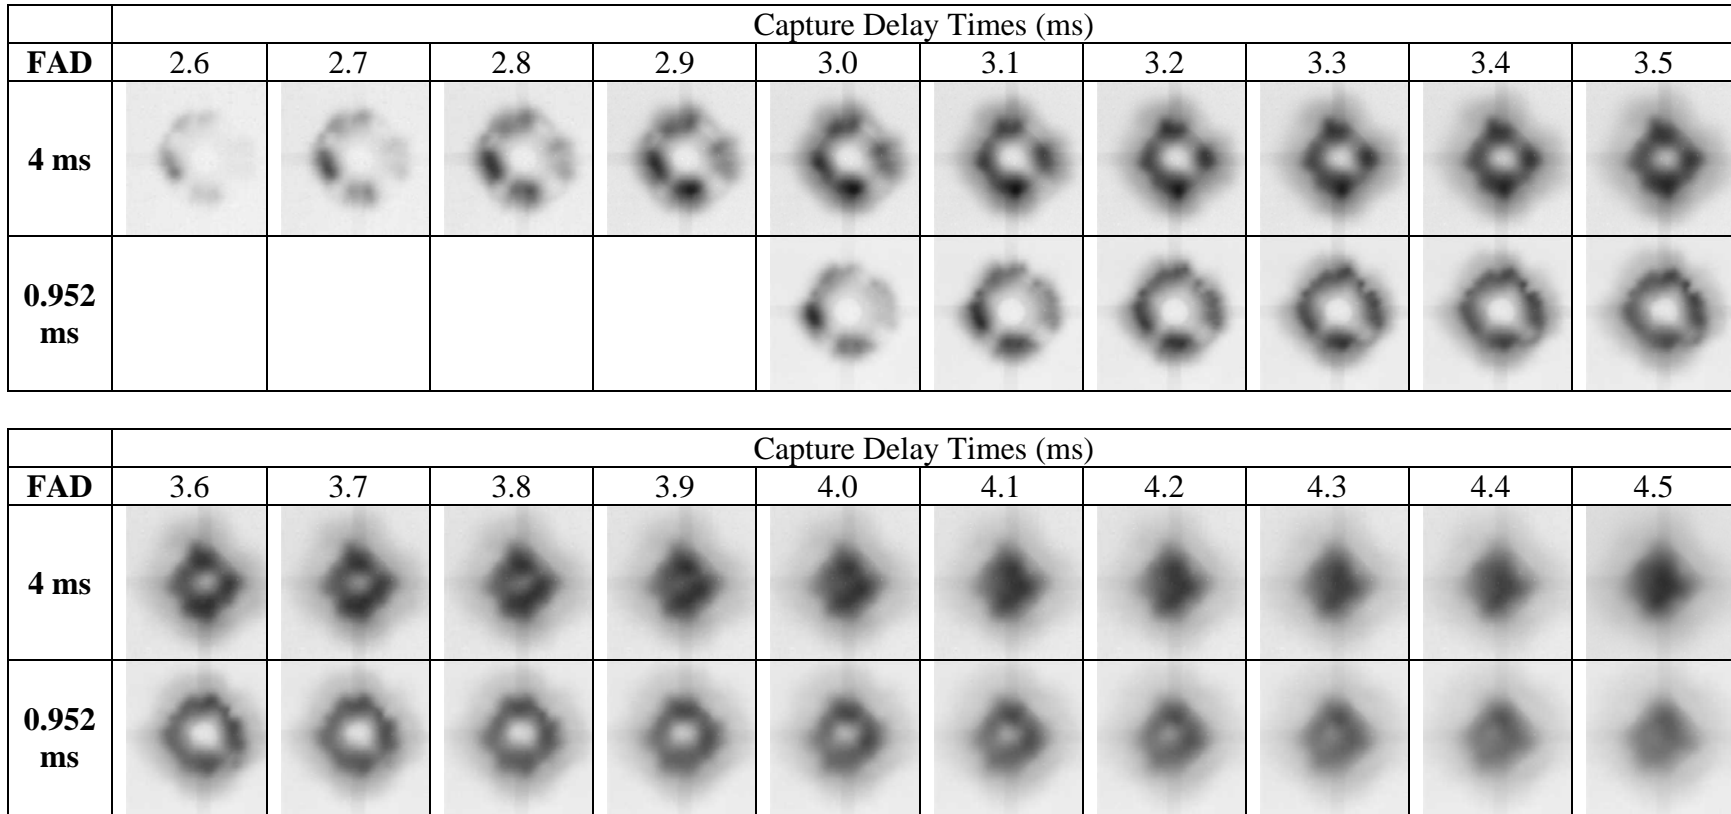 Capture Delay Times (ms)
FAD 2.6 2.7 2.8 2.9 3.0 3.1 3.2 3.3 3.4 3.5
4 ms
0.952
ms
Capture Delay Times (ms)
FAD 3.6 3.7 3.8 3.9 4.0 4.1 4.2 4.3 4.4 4.5
4 ms
0.952
ms